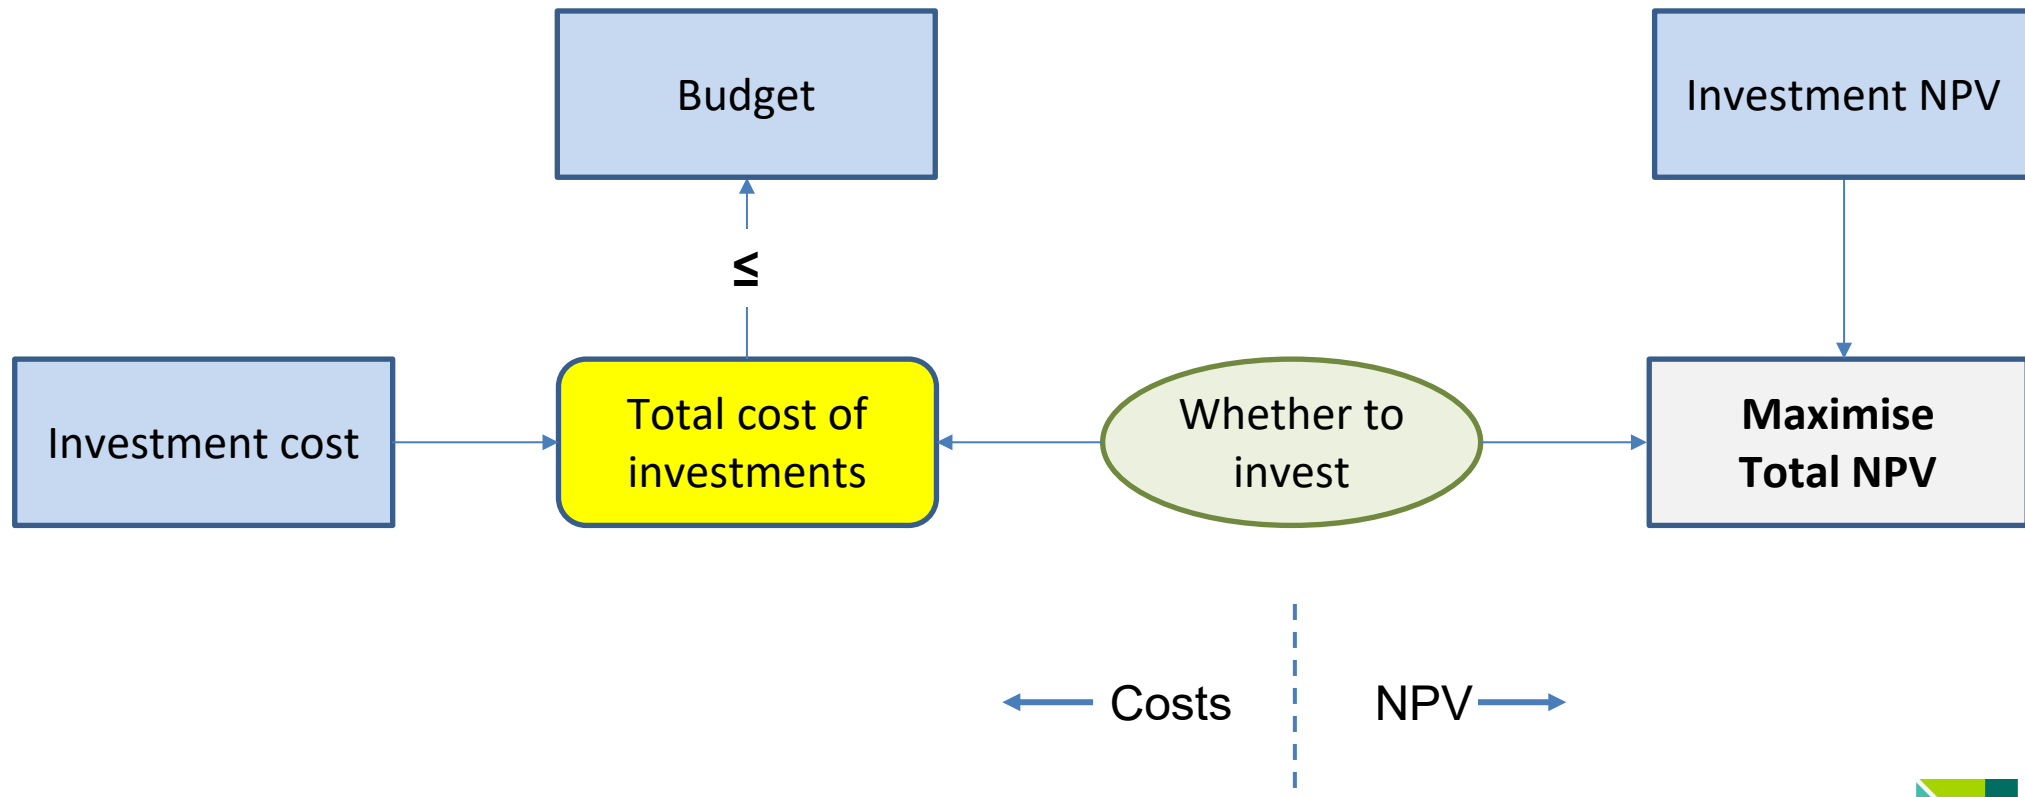 Budget
Investment NPV
≤
Investment cost
Total cost of
investments
Whether to
invest
Maximise
Total NPV
Costs
NPV